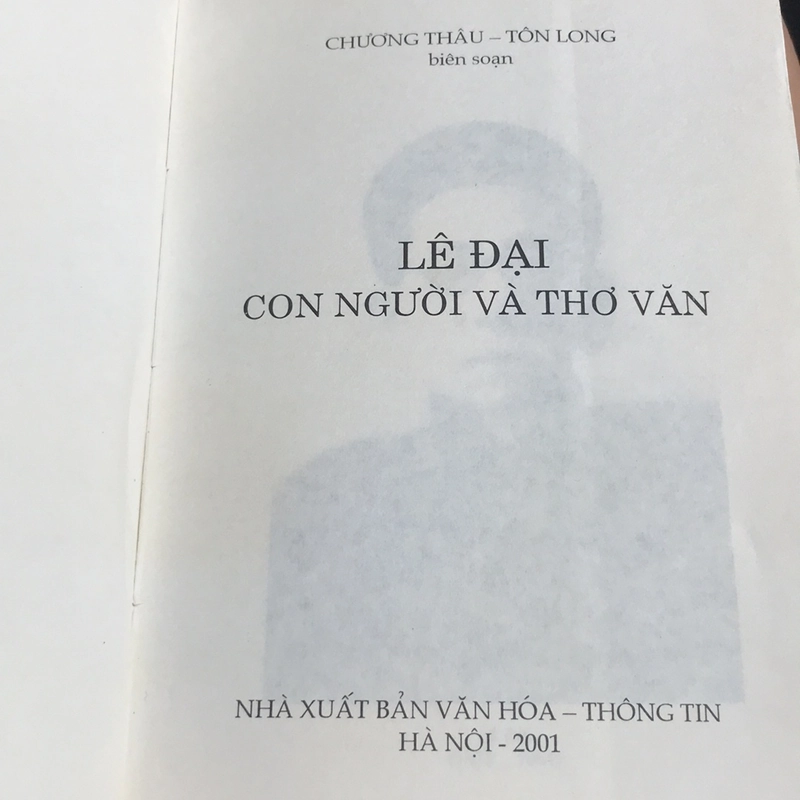 CHƯƠNG THÂU – TÔN LONG
biên soạn
LÊ ĐẠI
CON NGƯỜI VÀ THƠ VĂN
NHÀ XUẤT BẢN VĂN HÓA – THÔNG TIN
HÀ NỘI - 2001